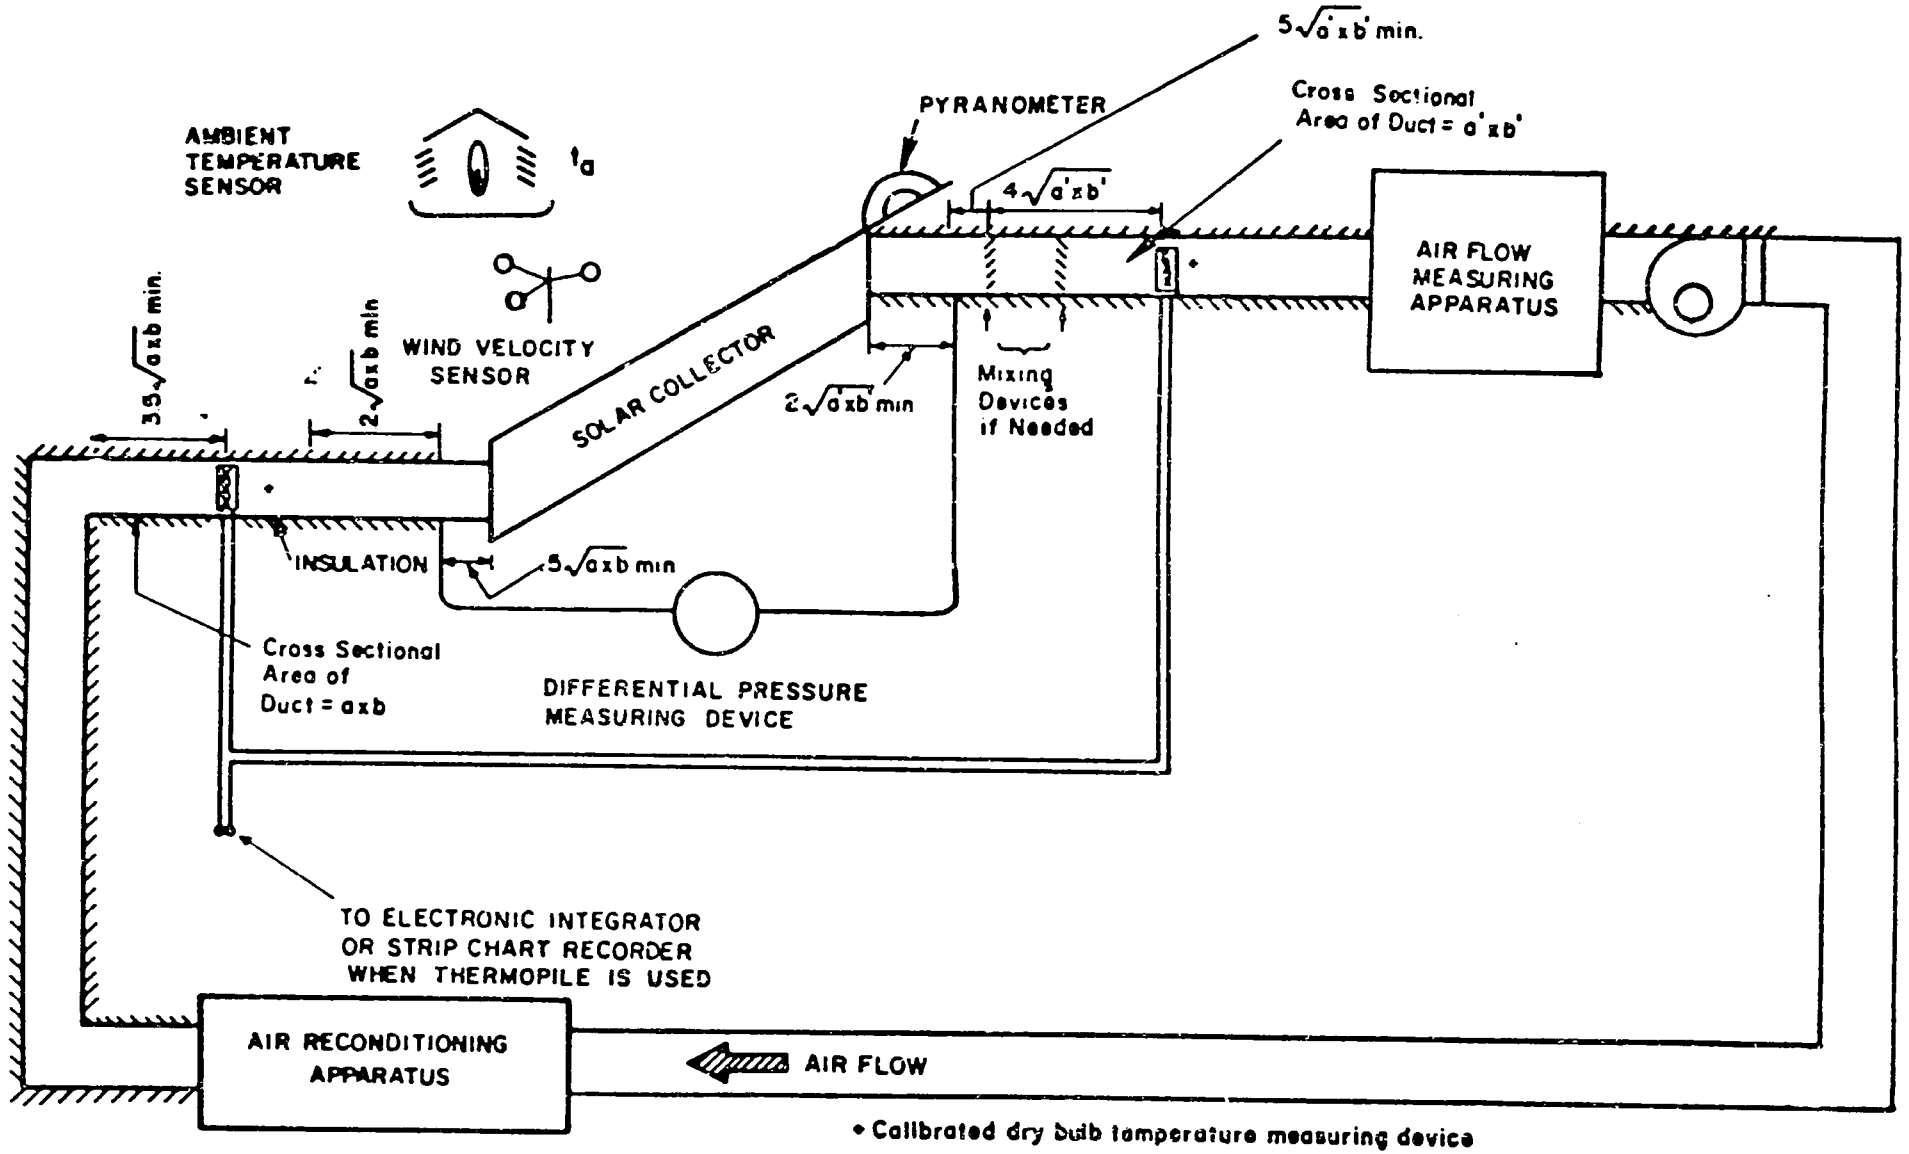 5√a'xb' min.
Cross Sectional
Area of Duct = a'xb'
PYRANOMETER
AMBIENT
TEMPERATURE
SENSOR
ta
4√a'xb'
AIR FLOW
MEASURING
APPARATUS
3.5√axb min.
2√axb min
WIND VELOCITY
SENSOR
SOLAR COLLECTOR
2√a'xb' min
Mixing
Devices
if Needed
INSULATION
.5√axb min
Cross Sectional
Area of
Duct = axb
DIFFERENTIAL PRESSURE
MEASURING DEVICE
TO ELECTRONIC INTEGRATOR
OR STRIP CHART RECORDER
WHEN THERMOPILE IS USED
AIR RECONDITIONING
APPARATUS
AIR FLOW
• Calibrated dry bulb temperature measuring device